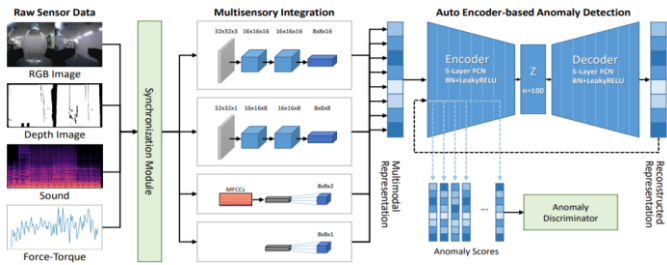 Raw Sensor Data
RGB Image
Depth Image
Sound
Force-Torque
Synchronization Module
Multisensory Integration
32x32x3 16x16x16 16x16x16 8x8x16
32x32x1 16x16x8 16x16x8 8x8x8
MFCCs
8x8x2
8x8x1
Multimodal
Representation
Auto Encoder-based Anomaly Detection
Encoder
5-Layer FCN
BN+LeakyRELU
Z
n=100
Decoder
5-Layer FCN
BN+LeakyRELU
Reconstructed
Representation
...
Anomaly Scores
Anomaly
Discriminator